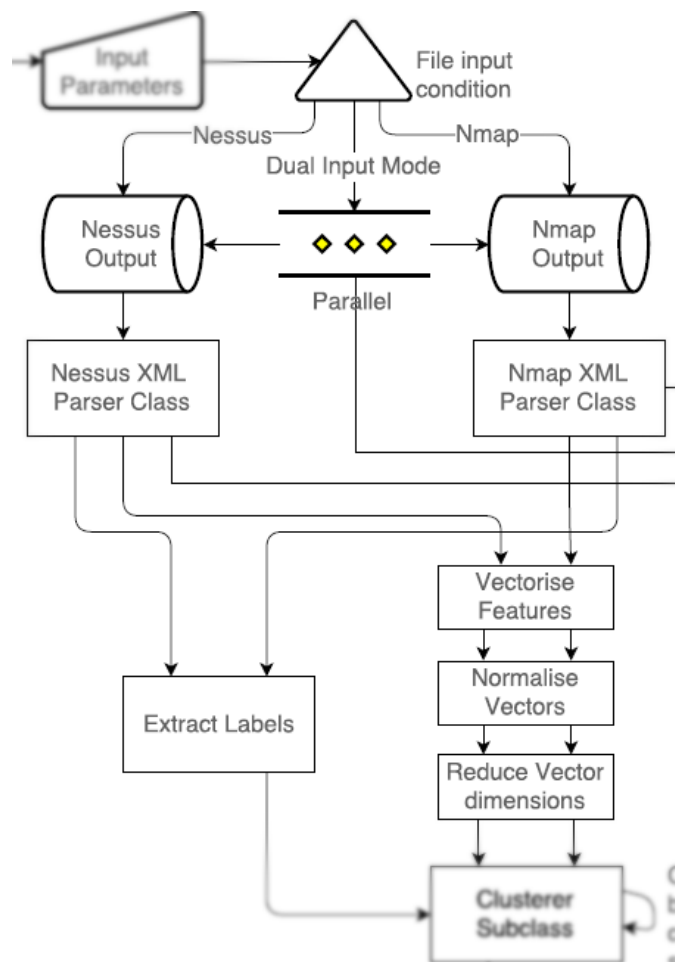 Input
Parameters
File input
condition
Nessus
Nmap
Dual Input Mode
Nessus
Output
Nmap
Output
Parallel
Nessus XML
Parser Class
Nmap XML
Parser Class
Vectorise
Features
Normalise
Vectors
Extract Labels
Reduce Vector
dimensions
Clusterer
Subclass